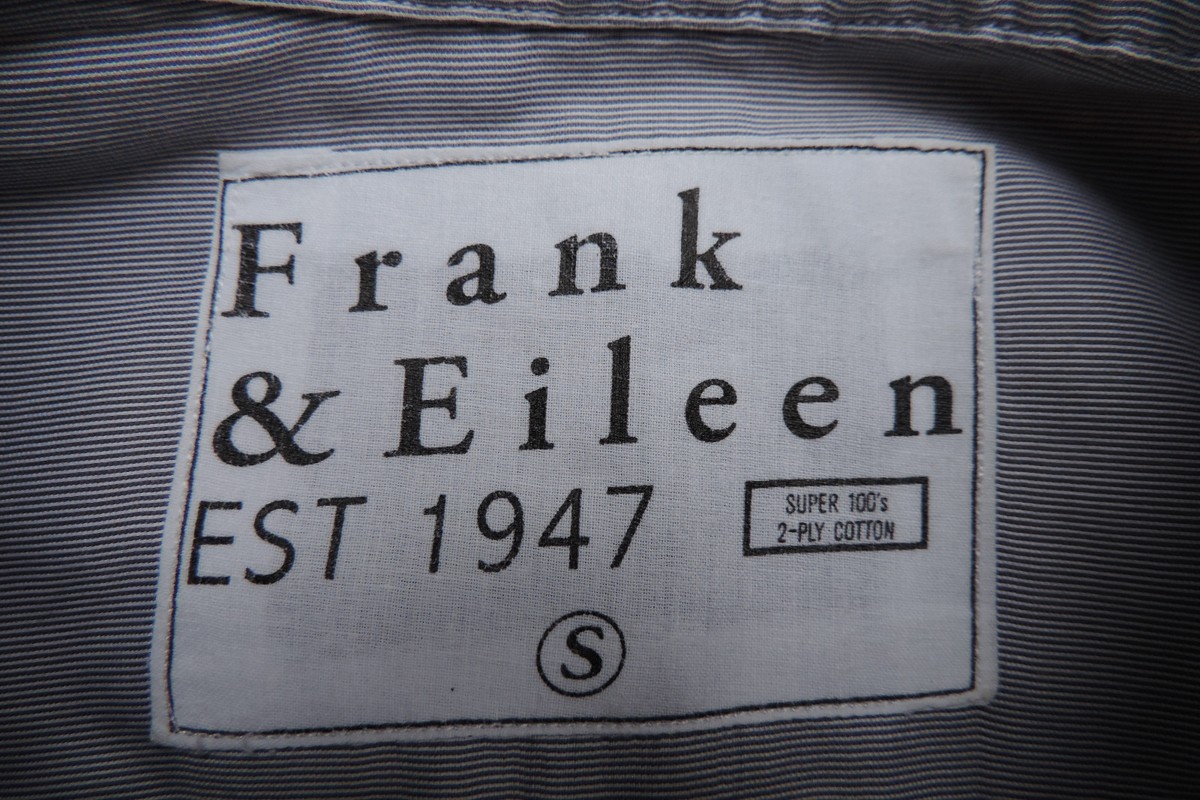 Frank
& Eileen
EST 1947
SUPER 100's
2-PLY COTTON
S